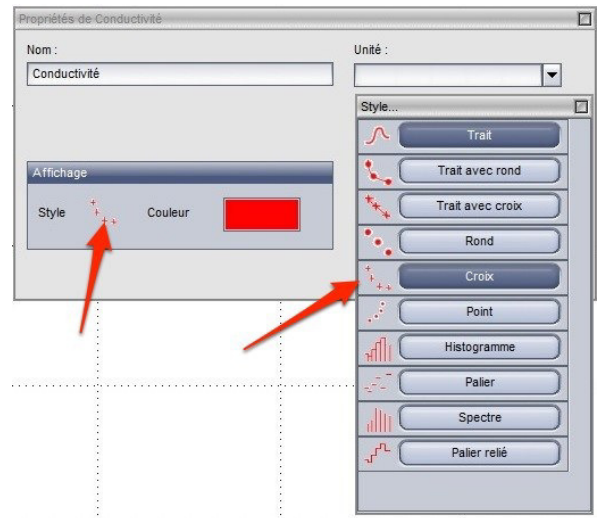 Propriétés de Conductivité
Nom :
Unité :
Conductivité
Style...
Trait
Trait avec rond
Trait avec croix
Rond
Croix
Point
Histogramme
Palier
Spectre
Palier relié
Affichage
Style
Couleur